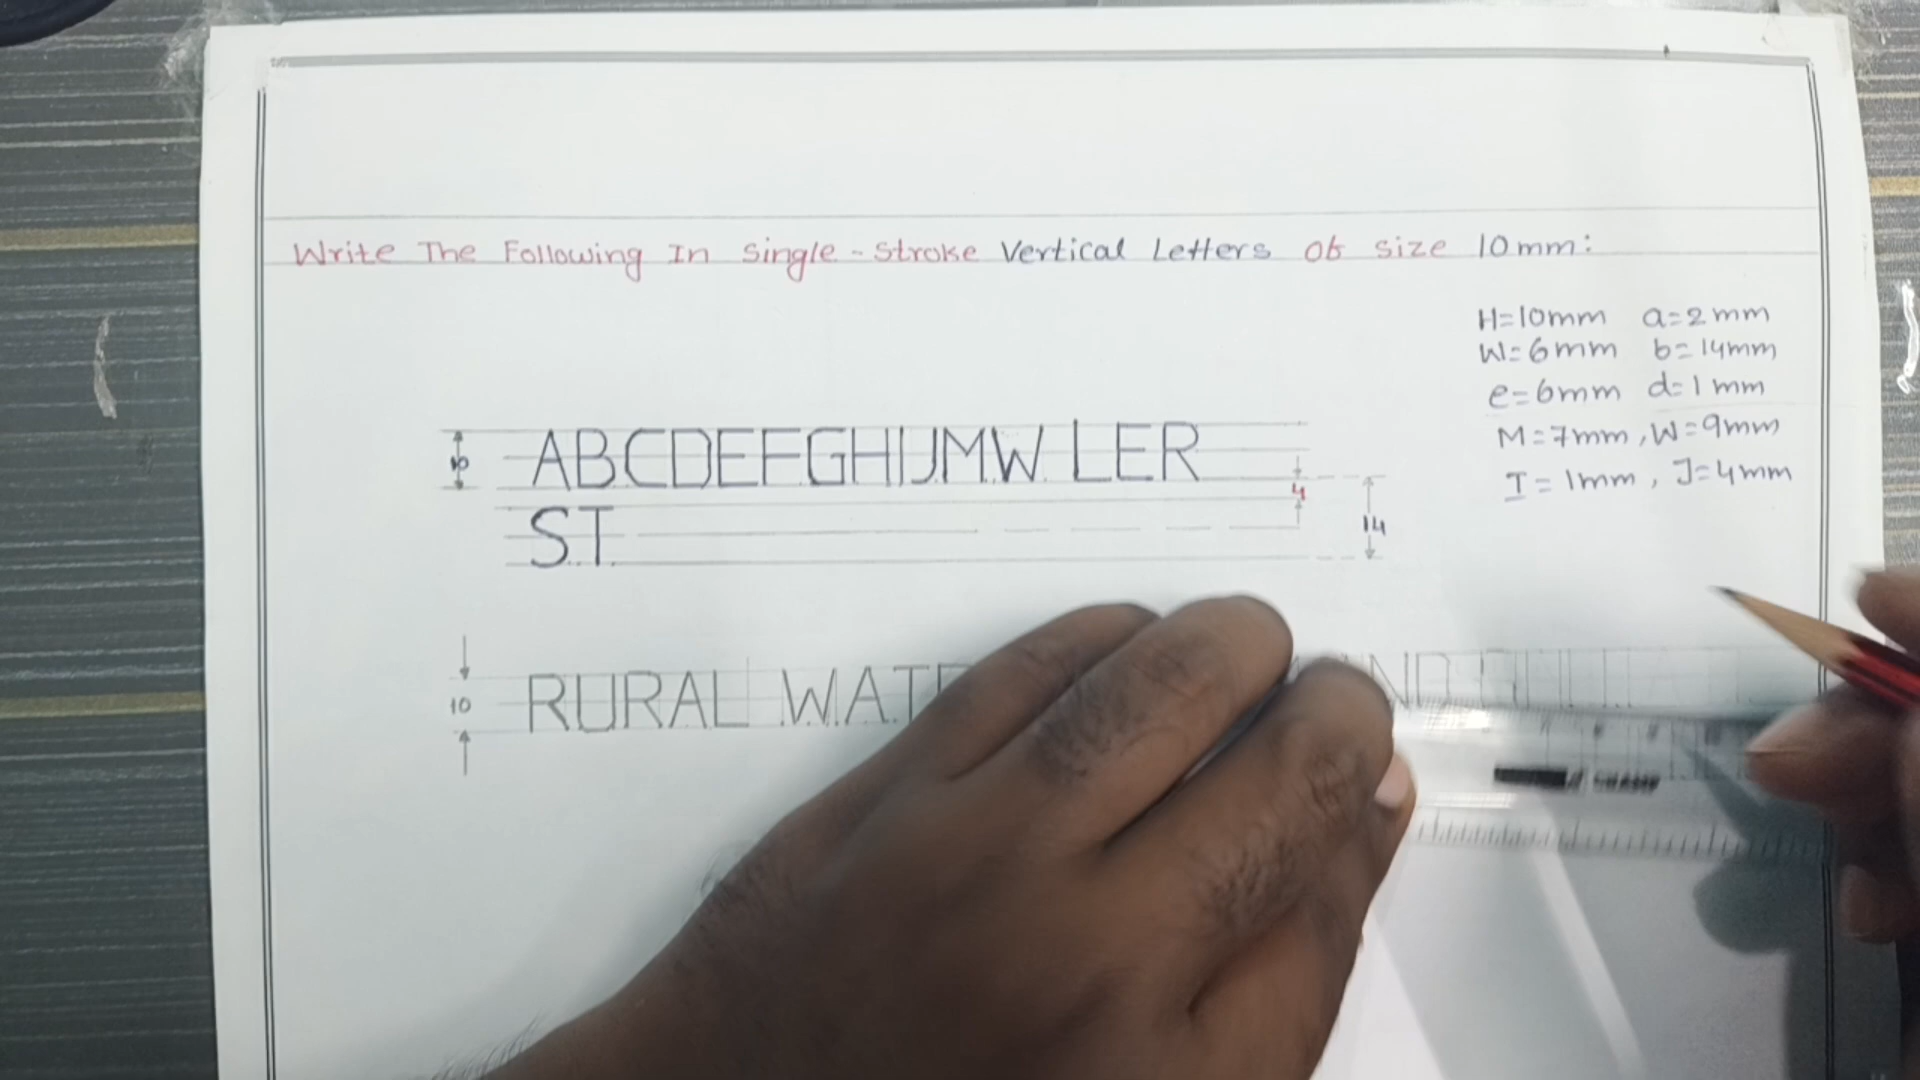 Write The Following In Single-Stroke Vertical Letters Of size 10mm:
H=10mm a=2mm
W=6mm b=14mm
e=6mm d=1mm
M=7mm, W=9mm
I=1mm, J=4mm
10
ABCDEFGHIJMW LER
4
ST
14
10
RURAL